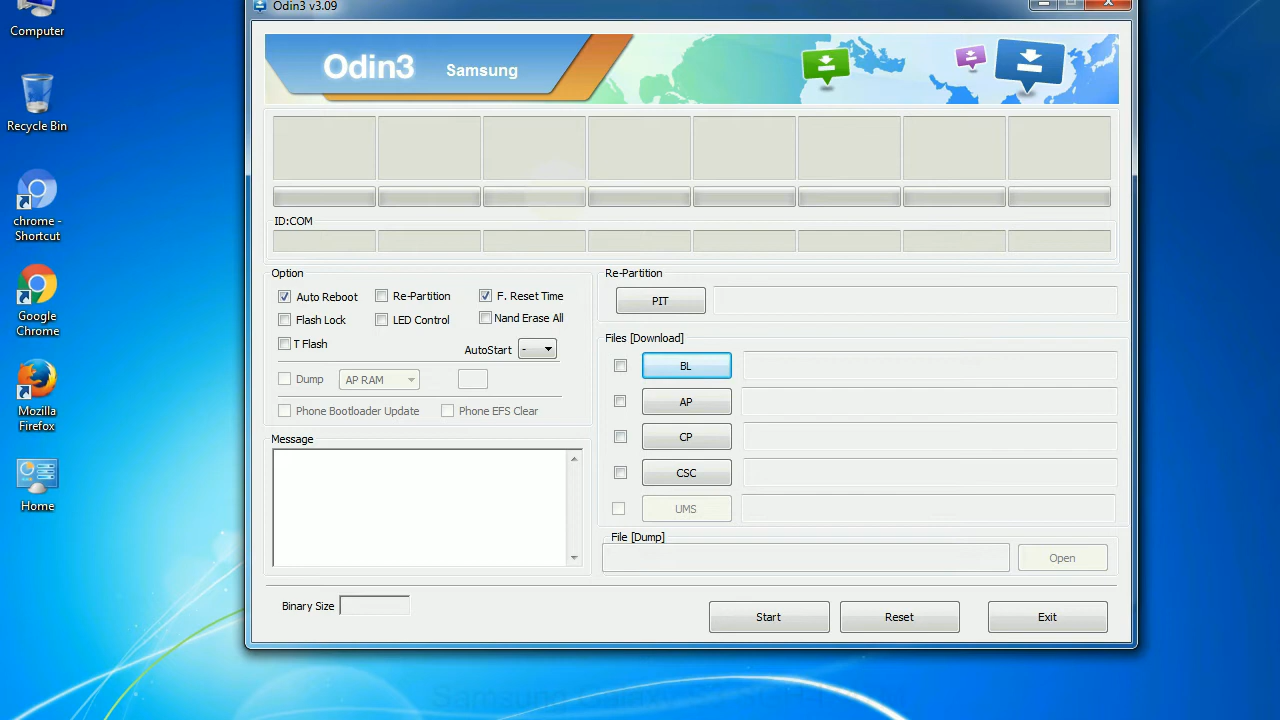 Odin3 v3.09
Computer
Recycle Bin
chrome -
Shortcut
Google
Chrome
Mozilla
Firefox
Home
Odin3 Samsung
ID:COM
Option
Auto Reboot Re-Partition F. Reset Time
Flash Lock LED Control Nand Erase All
T Flash AutoStart -
Dump AP RAM
Phone Bootloader Update Phone EFS Clear
Message
Re-Partition
PIT
Files [Download]
BL
AP
CP
CSC
UMS
File [Dump]
Open
Binary Size
Start Reset Exit